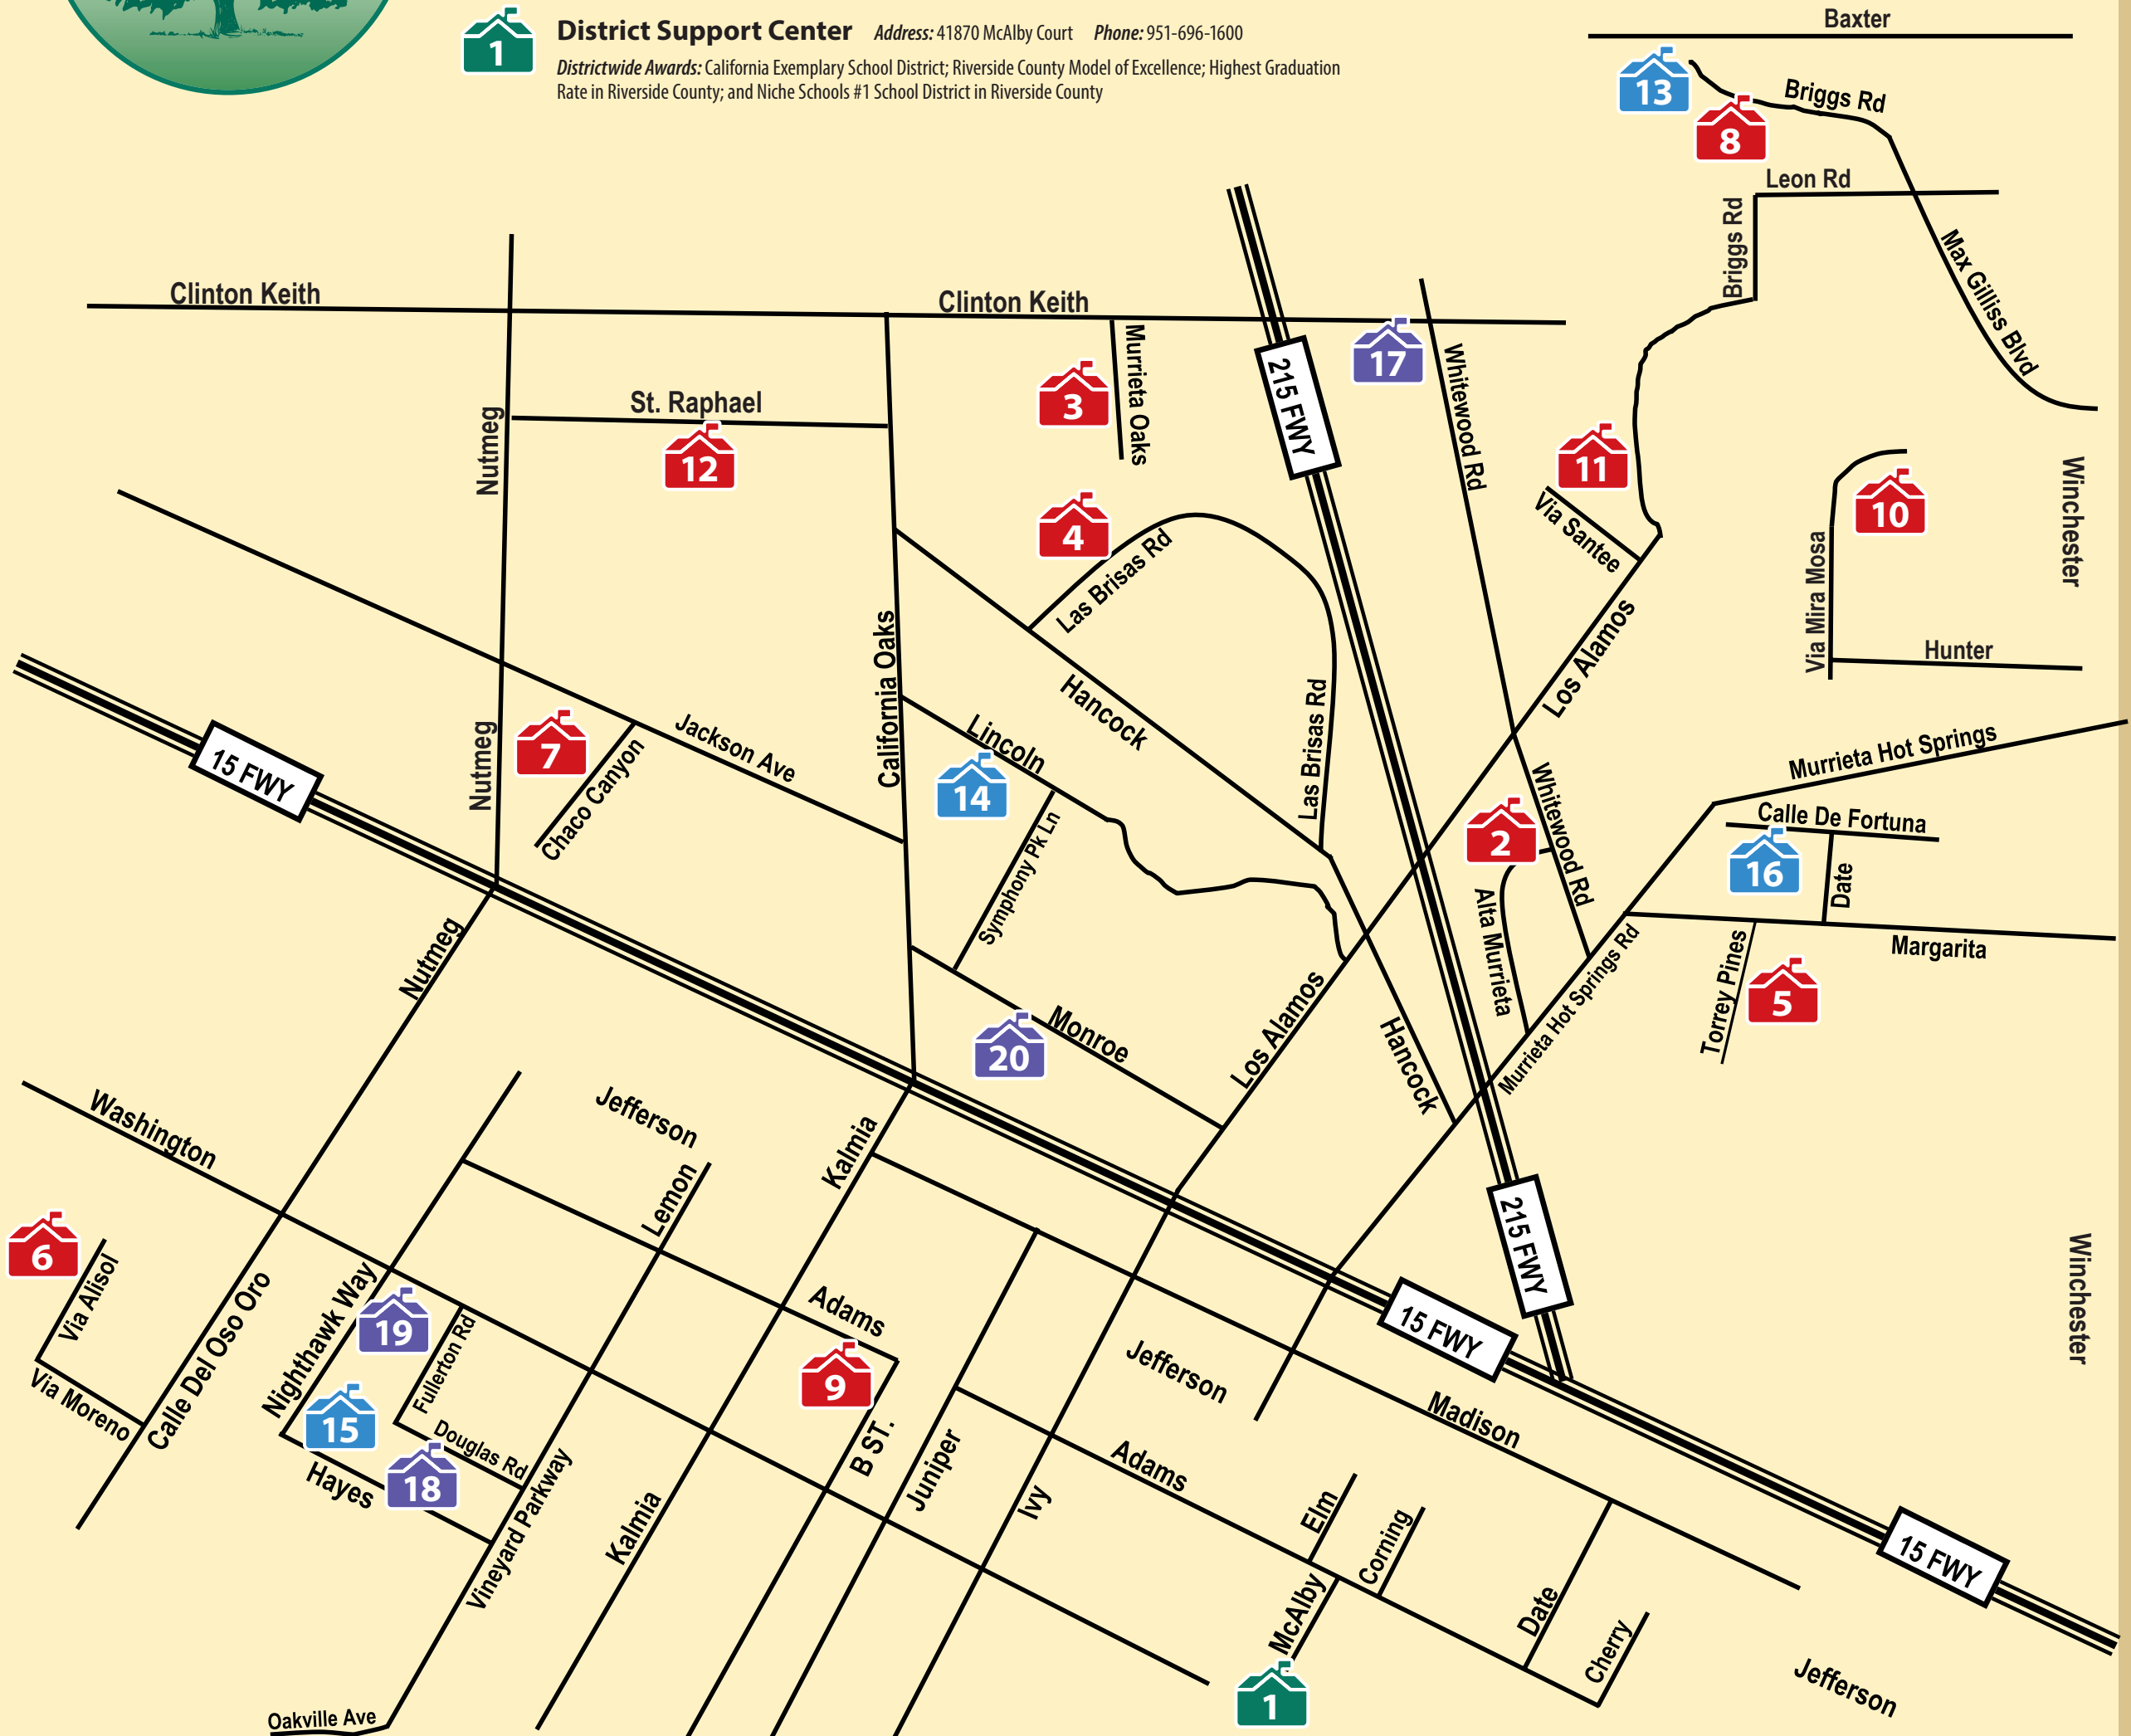 1
District Support Center Address: 41870 McAlby Court Phone: 951-696-1600
Districtwide Awards: California Exemplary School District; Riverside County Model of Excellence; Highest Graduation
Rate in Riverside County; and Niche Schools #1 School District in Riverside County
Baxter
13
Briggs Rd
8
Leon Rd
Briggs Rd
Max Gilliss Blvd
Clinton Keith
Clinton Keith
Murrieta Oaks
3
215 FWY
17
Whitewood Rd
St. Raphael
Nutmeg
12
11
Via Santee
10
Winchester
4
Las Brisas Rd
Via Mira Mosa
Hunter
California Oaks
Los Alamos
Hancock
Las Brisas Rd
Nutmeg
7
Chaco Canyon
Jackson Ave
15 FWY
Lincoln
14
Symphony Pk Ln
Murrieta Hot Springs
Whitewood Rd
2
Calle De Fortuna
16
Date
Alta Murrieta
Murrieta Hot Springs Rd
Margarita
Torrey Pines
5
Nutmeg
Monroe
20
Los Alamos
Hancock
Washington
Jefferson
Kalmia
Lemon
215 FWY
Winchester
6
Via Alisol
Via Moreno
Calle Del Oso Oro
Nighthawk Way
19
Fullerton Rd
15
Douglas Rd
18
Hayes
Vineyard Parkway
Adams
9
B ST.
Jefferson
15 FWY
Madison
Juniper
Kalmia
Ivy
Adams
Elm
Corning
McAlby
1
Date
Cherry
15 FWY
Jefferson
Oakville Ave